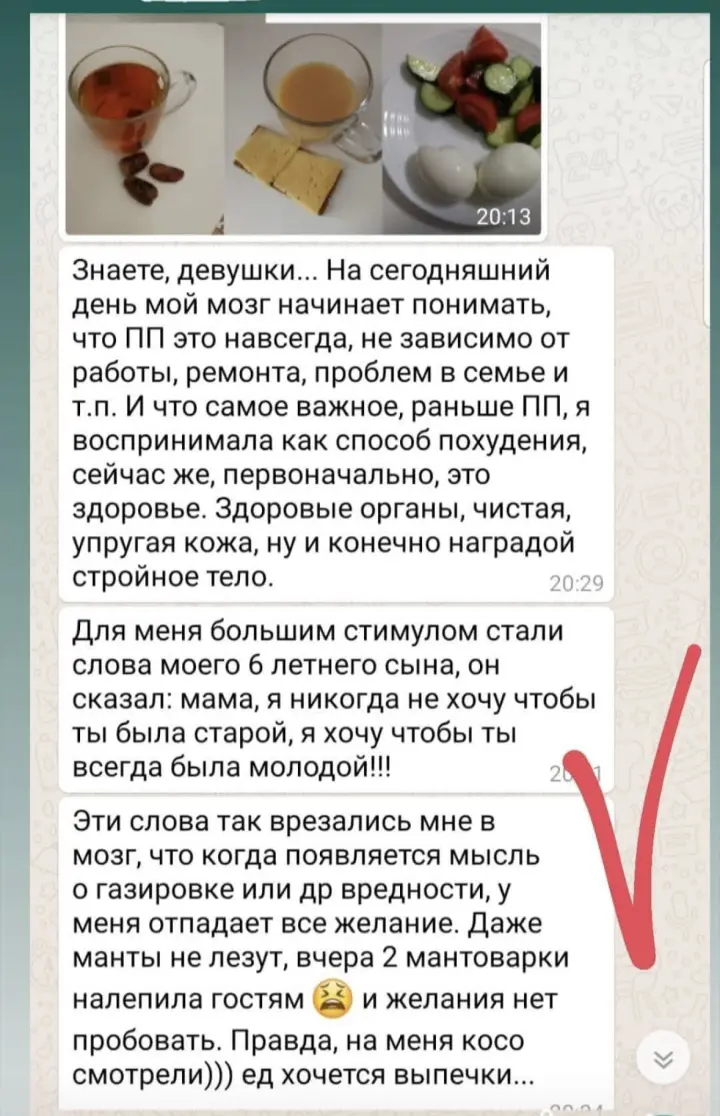 20:13
Знаете, девушки... На сегодняшний
день мой мозг начинает понимать,
что ПП это навсегда, не зависимо от
работы, ремонта, проблем в семье и
т.п. И что самое важное, раньше ПП, я
воспринимала как способ похудения,
сейчас же, первоначально, это
здоровье. Здоровые органы, чистая,
упругая кожа, ну и конечно наградой
стройное тело.
20:29
Для меня большим стимулом стали
слова моего 6 летнего сына, он
сказал: мама, я никогда не хочу чтобы
ты была старой, я хочу чтобы ты
всегда была молодой!!!
Эти слова так врезались мне в
мозг, что когда появляется мысль
о газировке или др вредности, у
меня отпадает все желание. Даже
манты не лезут, вчера 2 мантоварки
налепила гостям 😫 и желания нет
пробовать. Правда, на меня косо
смотрели))) ед хочется выпечки...